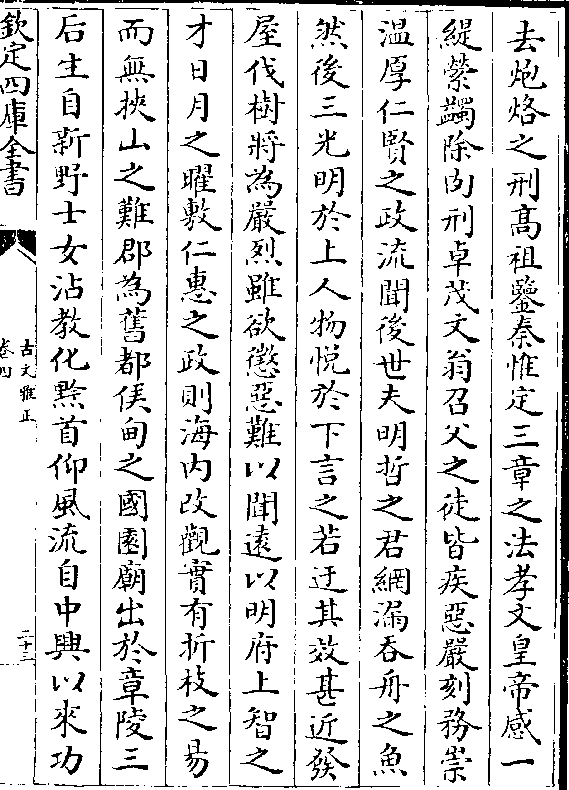 去炮烙之刑髙祖鑒秦惟定三章之法孝文皇帝感一
緹縈蠲除肉刑卓茂文翁召父之徒皆疾惡嚴刻務崇
温厚仁賢之政流聞後世夫明哲之君網漏吞舟之魚
然後三光明於上人物悦於下言之若迂其效甚近發
屋伐樹將為嚴烈雖欲懲惡難以聞遠以明府上智之
才日月之曜敷仁惠之政則海内改觀實有折枝之易
而無挾山之難郡為舊都侯甸之國園廟出於章陵三
后生自新野士女沾教化黔首仰風流自中興以來功
欽定四庫全書
古文雅正
卷四
二十三